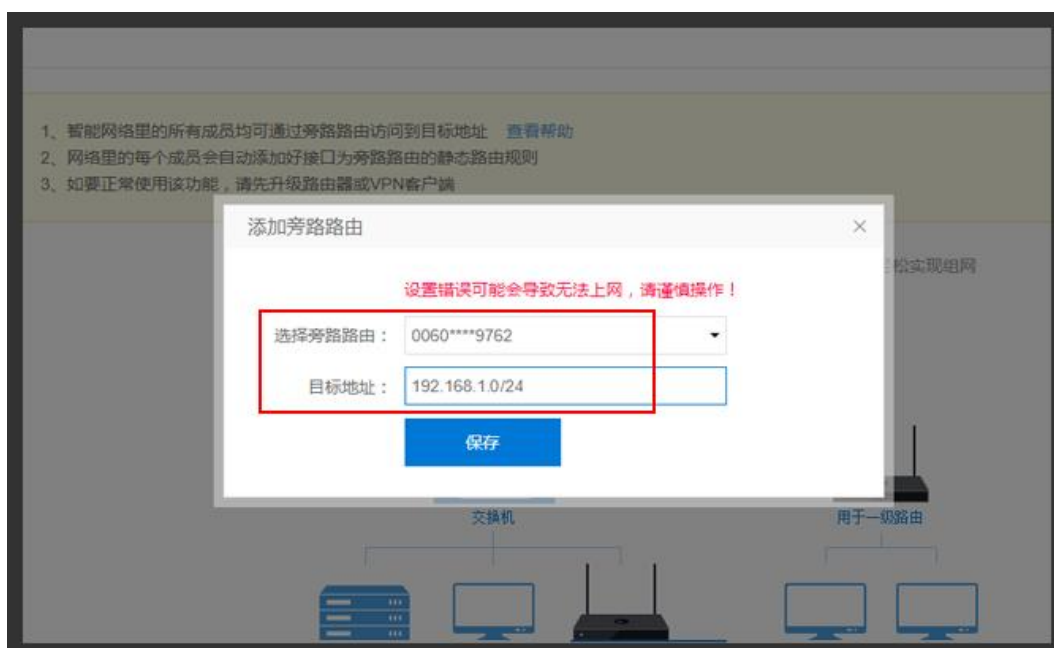 1、智能网络里的所有成员均可通过旁路路由访问到目标地址 查看帮助
2、网络里的每个成员会自动添加好接口为旁路路由的静态路由规则
3、如要正常使用该功能，请先升级路由器或VPN客户端
添加旁路路由 ×
松实现组网
设置错误可能会导致无法上网，请谨慎操作！
选择旁路路由： 0060****9762
目标地址： 192.168.1.0/24
保存
交换机 用于一级路由